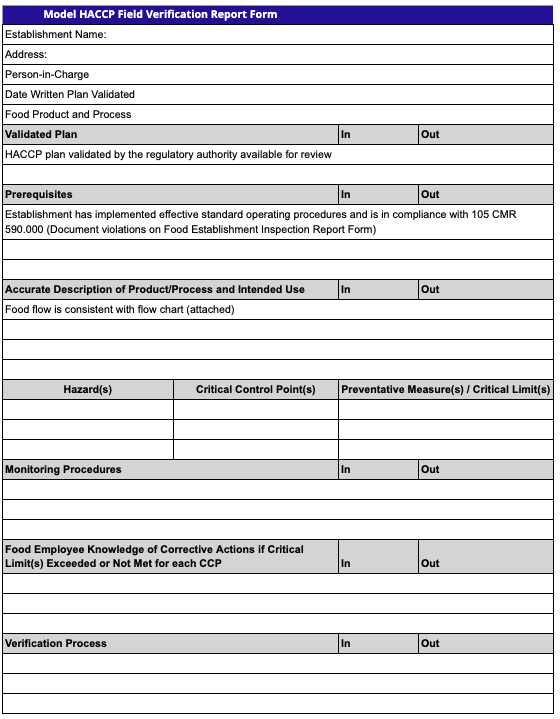 Model HACCP Field Verification Report Form
Establishment Name:
Address:
Person-in-Charge
Date Written Plan Validated
Food Product and Process
Validated Plan In Out
HACCP plan validated by the regulatory authority available for review
Prerequisites In Out
Establishment has implemented effective standard operating procedures and is in compliance with 105 CMR
590.000 (Document violations on Food Establishment Inspection Report Form)
Accurate Description of Product/Process and Intended Use In Out
Food flow is consistent with flow chart (attached)
Hazard(s) Critical Control Point(s) Preventative Measure(s) / Critical Limit(s)
Monitoring Procedures In Out
Food Employee Knowledge of Corrective Actions if Critical
Limit(s) Exceeded or Not Met for each CCP In Out
Verification Process In Out